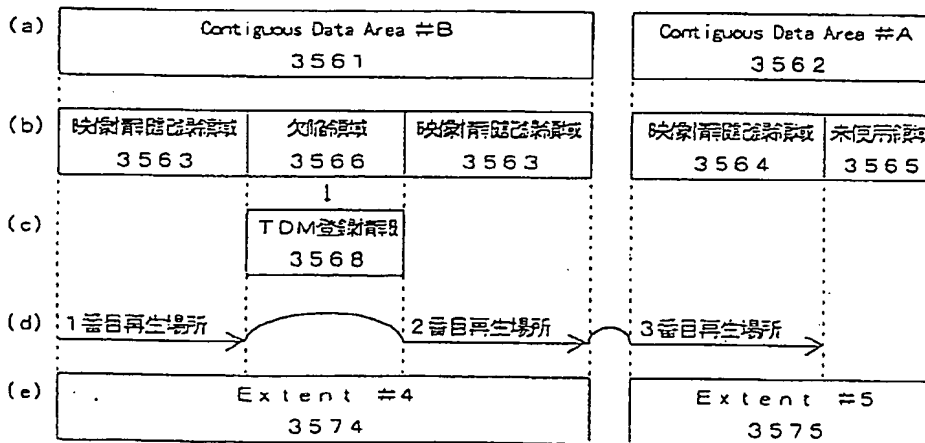 (a)
Contiguous Data Area #B
3561
Contiguous Data Area #A
3562
(b)
映像情報記録領域
3563
欠陥領域
3566
映像情報記録領域
3563
映像情報記録領域
3564
未使用領域
3565
(c)
TDM登録情報
3568
(d)
1番目再生場所
2番目再生場所
3番目再生場所
(e)
Extent #4
3574
Extent #5
3575